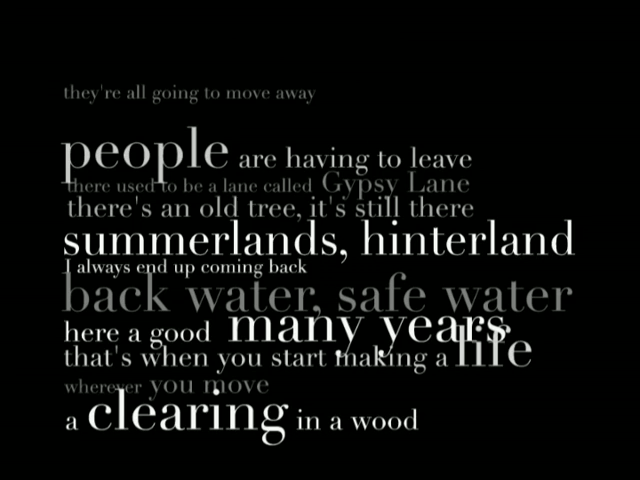 they're all going to move away
people are having to leave
there used to be a lane called Gypsy Lane
there's an old tree, it's still there
summerlands, hinterland
I always end up coming back
back water, safe water
here a good many years
that's when you start making a life
wherever you move
a clearing in a wood